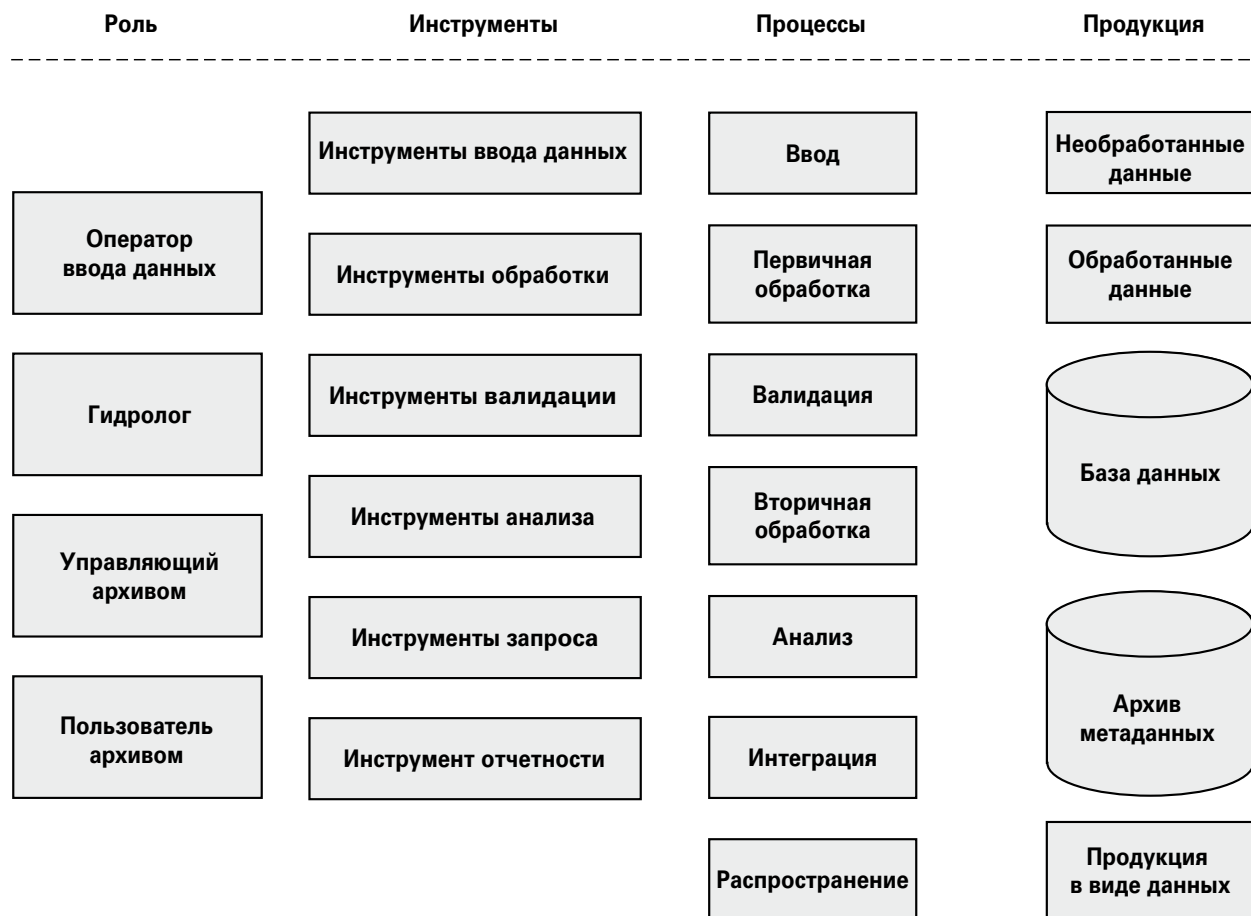 Роль
Инструменты
Процессы
Продукция
Оператор
ввода данных
Гидролог
Управляющий
архивом
Пользователь
архивом
Инструменты ввода данных
Инструменты обработки
Инструменты валидации
Инструменты анализа
Инструменты запроса
Инструмент отчетности
Ввод
Первичная
обработка
Валидация
Вторичная
обработка
Анализ
Интеграция
Распространение
Необработанные
данные
Обработанные
данные
База данных
Архив
метаданных
Продукция
в виде данных